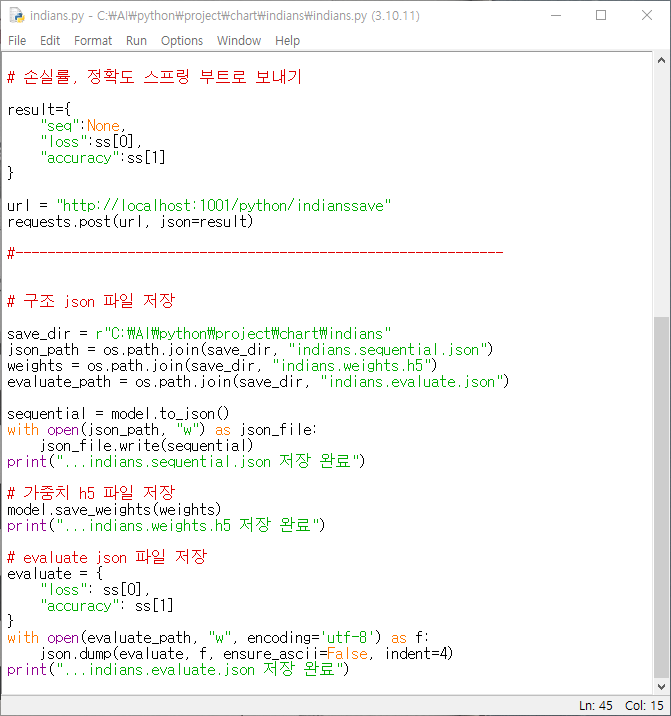 indians.py - C:\AI\python\project\chart\indians\indians.py (3.10.11)
File Edit Format Run Options Window Help
# 손실률, 정확도 스프링 부트로 보내기
result={
    "seq":None,
    "loss":ss[0],
    "accuracy":ss[1]
}
url = "http://localhost:1001/python/indianssave"
requests.post(url, json=result)
#-------------------------------------------------------------
# 구조 json 파일 저장
save_dir = r"C:\AI\python\project\chart\indians"
json_path = os.path.join(save_dir, "indians.sequential.json")
weights = os.path.join(save_dir, "indians.weights.h5")
evaluate_path = os.path.join(save_dir, "indians.evaluate.json")
sequential = model.to_json()
with open(json_path, "w") as json_file:
    json_file.write(sequential)
print("...indians.sequential.json 저장 완료")
# 가중치 h5 파일 저장
model.save_weights(weights)
print("...indians.weights.h5 저장 완료")
# evaluate json 파일 저장
evaluate = {
    "loss": ss[0],
    "accuracy": ss[1]
}
with open(evaluate_path, "w", encoding='utf-8') as f:
    json.dump(evaluate, f, ensure_ascii=False, indent=4)
print("...indians.evaluate.json 저장 완료")
Ln: 45 Col: 15